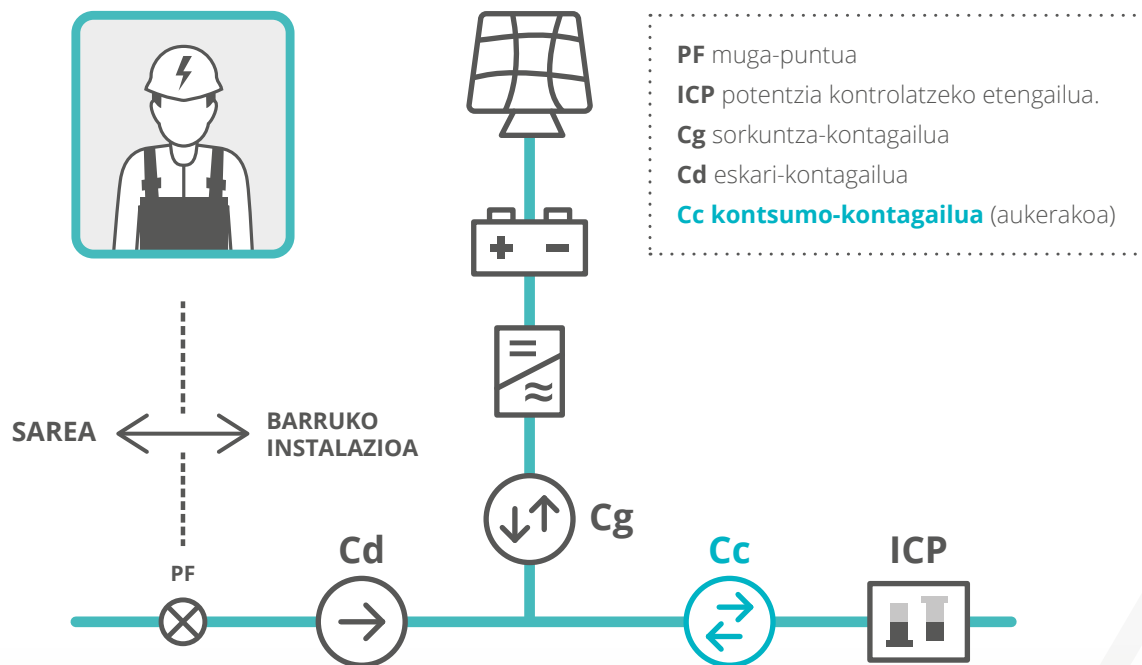 PF muga-puntua
ICP potentzia kontrolatzeko etengailua.
Cg sorkuntza-kontagailua
Cd eskari-kontagailua
Cc kontsumo-kontagailua (aukerakoa)
SAREA
BARRUKO
INSTALAZIOA
Cg
PF
Cd
Cc
ICP